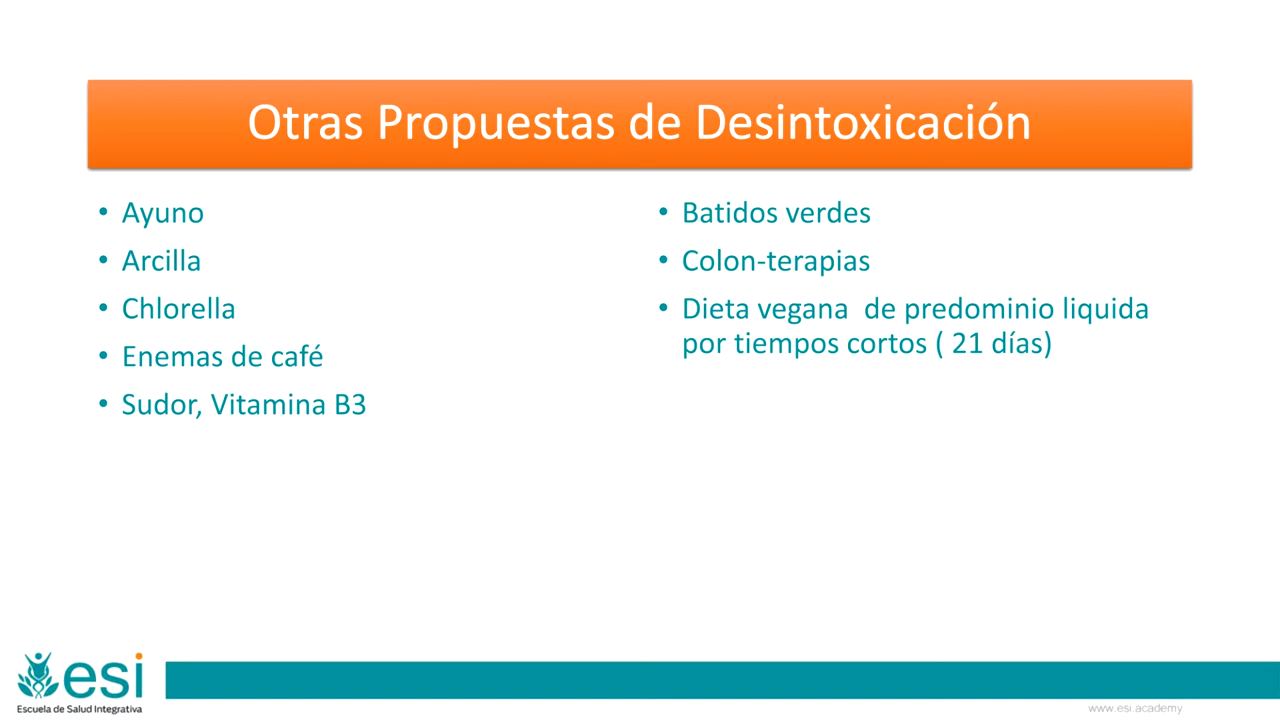 Otras Propuestas de Desintoxicación
• Ayuno
• Arcilla
• Chlorella
• Enemas de café
• Sudor, Vitamina B3
• Batidos verdes
• Colon-terapias
• Dieta vegana  de predominio liquida
por tiempos cortos ( 21 días)
esi
Escuela de Salud Integrativa
www.esi.academy